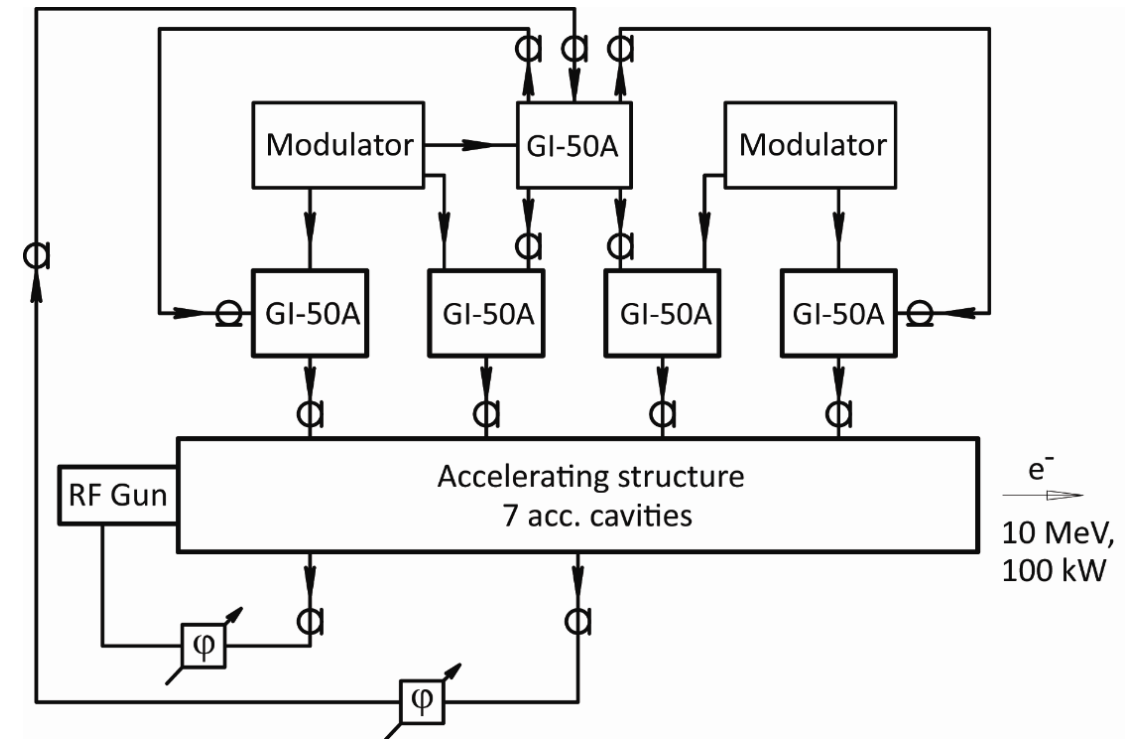 Modulator
GI-50A
Modulator
GI-50A
GI-50A
GI-50A
GI-50A
Accelerating structure
7 acc. cavities
RF Gun
e-
10 MeV,
100 kW
φ
φ